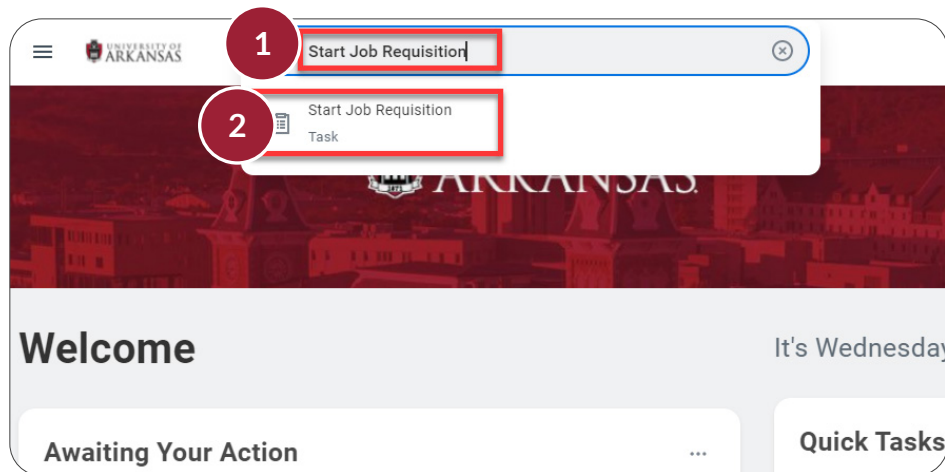 1
Start Job Requisition
UNIVERSITY OF
ARKANSAS
2
Start Job Requisition
Task
ARKANSAS
Welcome
It's Wednesday
Awaiting Your Action
Quick Tasks